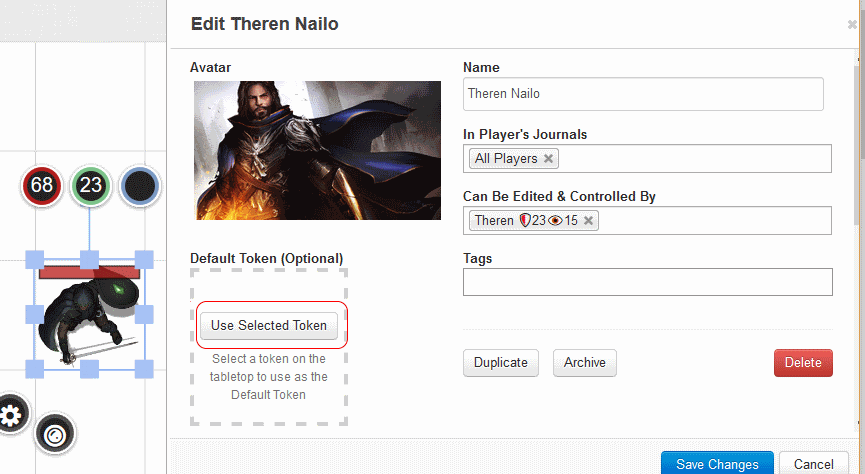 Edit Theren Nailo
Avatar
Name
Theren Nailo
In Player's Journals
All Players
Can Be Edited & Controlled By
Theren 23 15
68
23
Default Token (Optional)
Use Selected Token
Select a token on the
tabletop to use as the
Default Token
Tags
Duplicate
Archive
Delete
Save Changes
Cancel